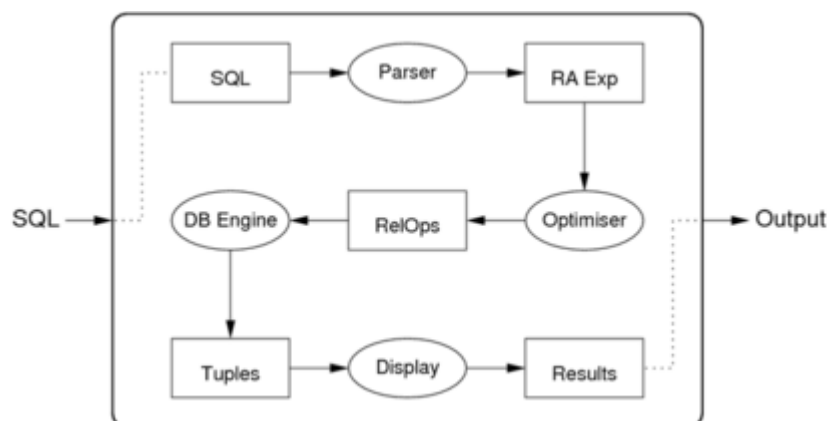 SQL
Parser
RA Exp
SQL
DB Engine
RelOps
Optimiser
Output
Tuples
Display
Results